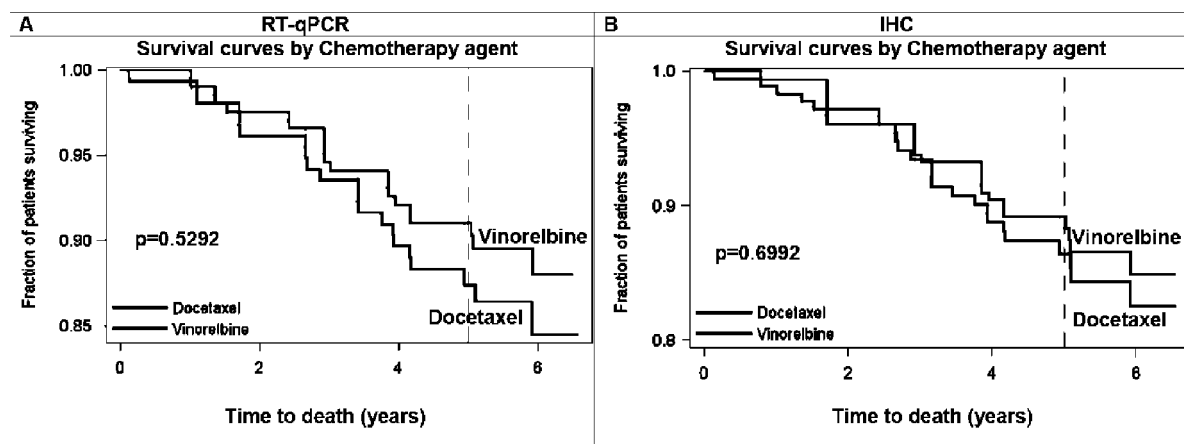 A RT-qPCR
Survival curves by Chemotherapy agent
Fraction of patients surviving
1.00
0.95
0.90
0.85
p=0.5292
Vinorelbine
Docetaxel
Docetaxel
Vinorelbine
0 2 4 6
Time to death (years)
B IHC
Survival curves by Chemotherapy agent
Fraction of patients surviving
1.0
0.9
0.8
p=0.6992
Vinorelbine
Docetaxel
Docetaxel
Vinorelbine
0 2 4 6
Time to death (years)